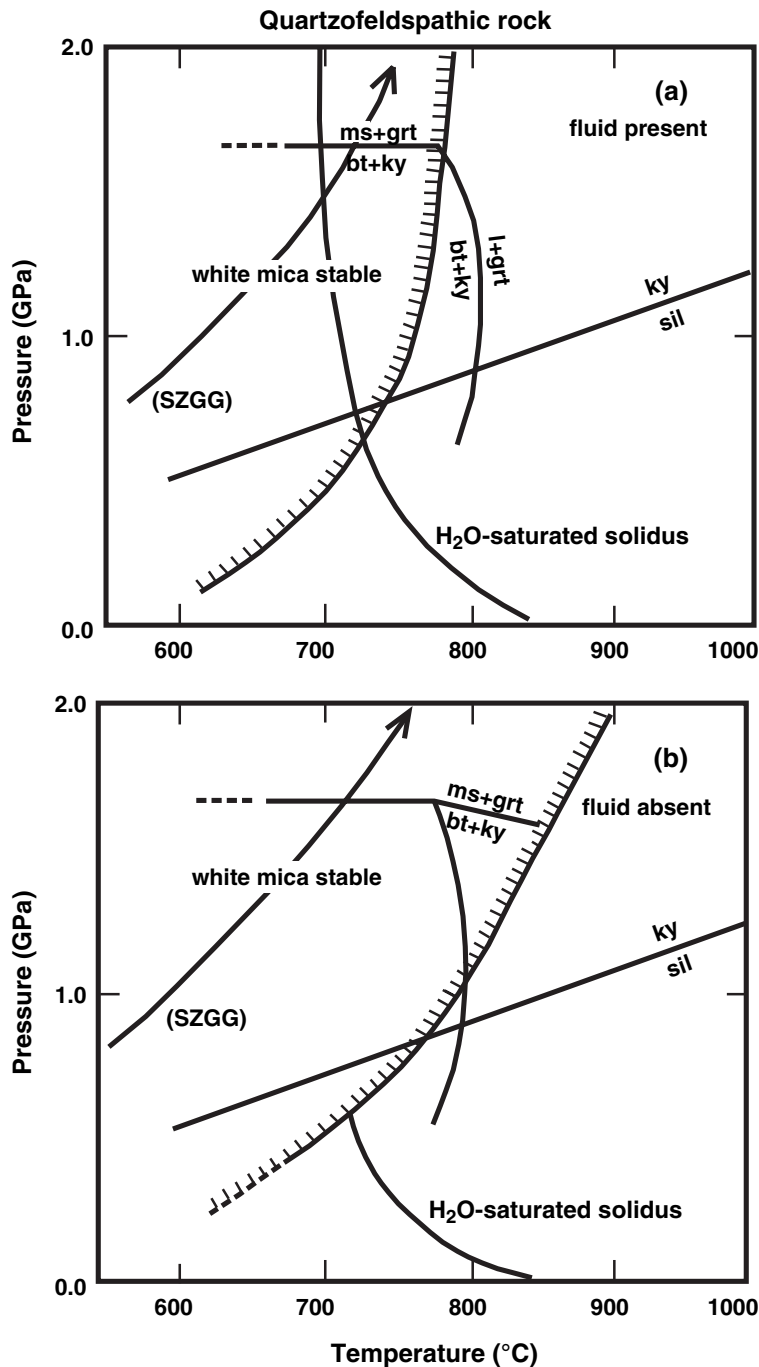 Quartzofeldspathic rock
2.0
(a)
fluid present
ms+grt
bt+ky
white mica stable
l+grt
bt+ky
ky
sil
1.0
Pressure (GPa)
(SZGG)
H₂O-saturated solidus
0.0
600 700 800 900 1000
2.0
(b)
fluid absent
ms+grt
bt+ky
white mica stable
ky
sil
1.0
Pressure (GPa)
(SZGG)
H₂O-saturated solidus
0.0
600 700 800 900 1000
Temperature (°C)